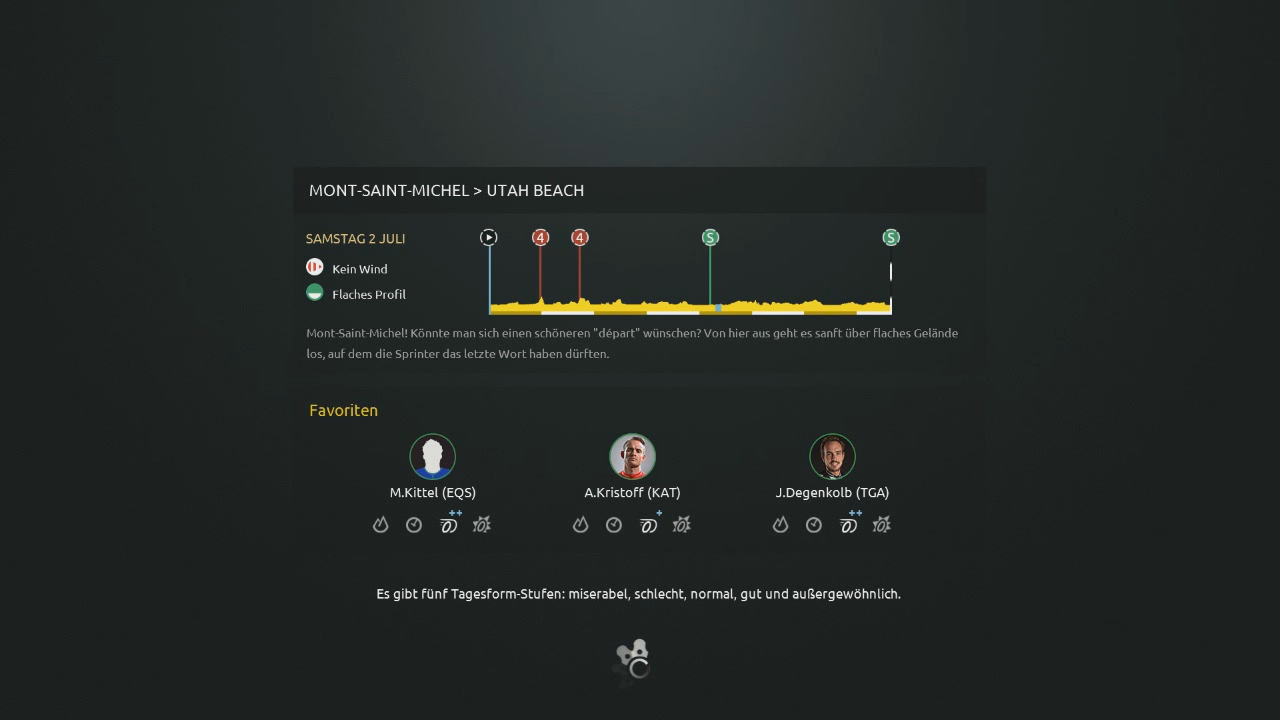 MONT-SAINT-MICHEL > UTAH BEACH
SAMSTAG 2 JULI
4
4
S
S
Kein Wind
Flaches Profil
Mont-Saint-Michel! Könnte man sich einen schöneren "départ" wünschen? Von hier aus geht es sanft über flaches Gelände
los, auf dem die Sprinter das letzte Wort haben dürften.
Favoriten
M.Kittel (EQS)
A.Kristoff (KAT)
J.Degenkolb (TGA)
++
+
++
Es gibt fünf Tagesform-Stufen: miserabel, schlecht, normal, gut und außergewöhnlich.